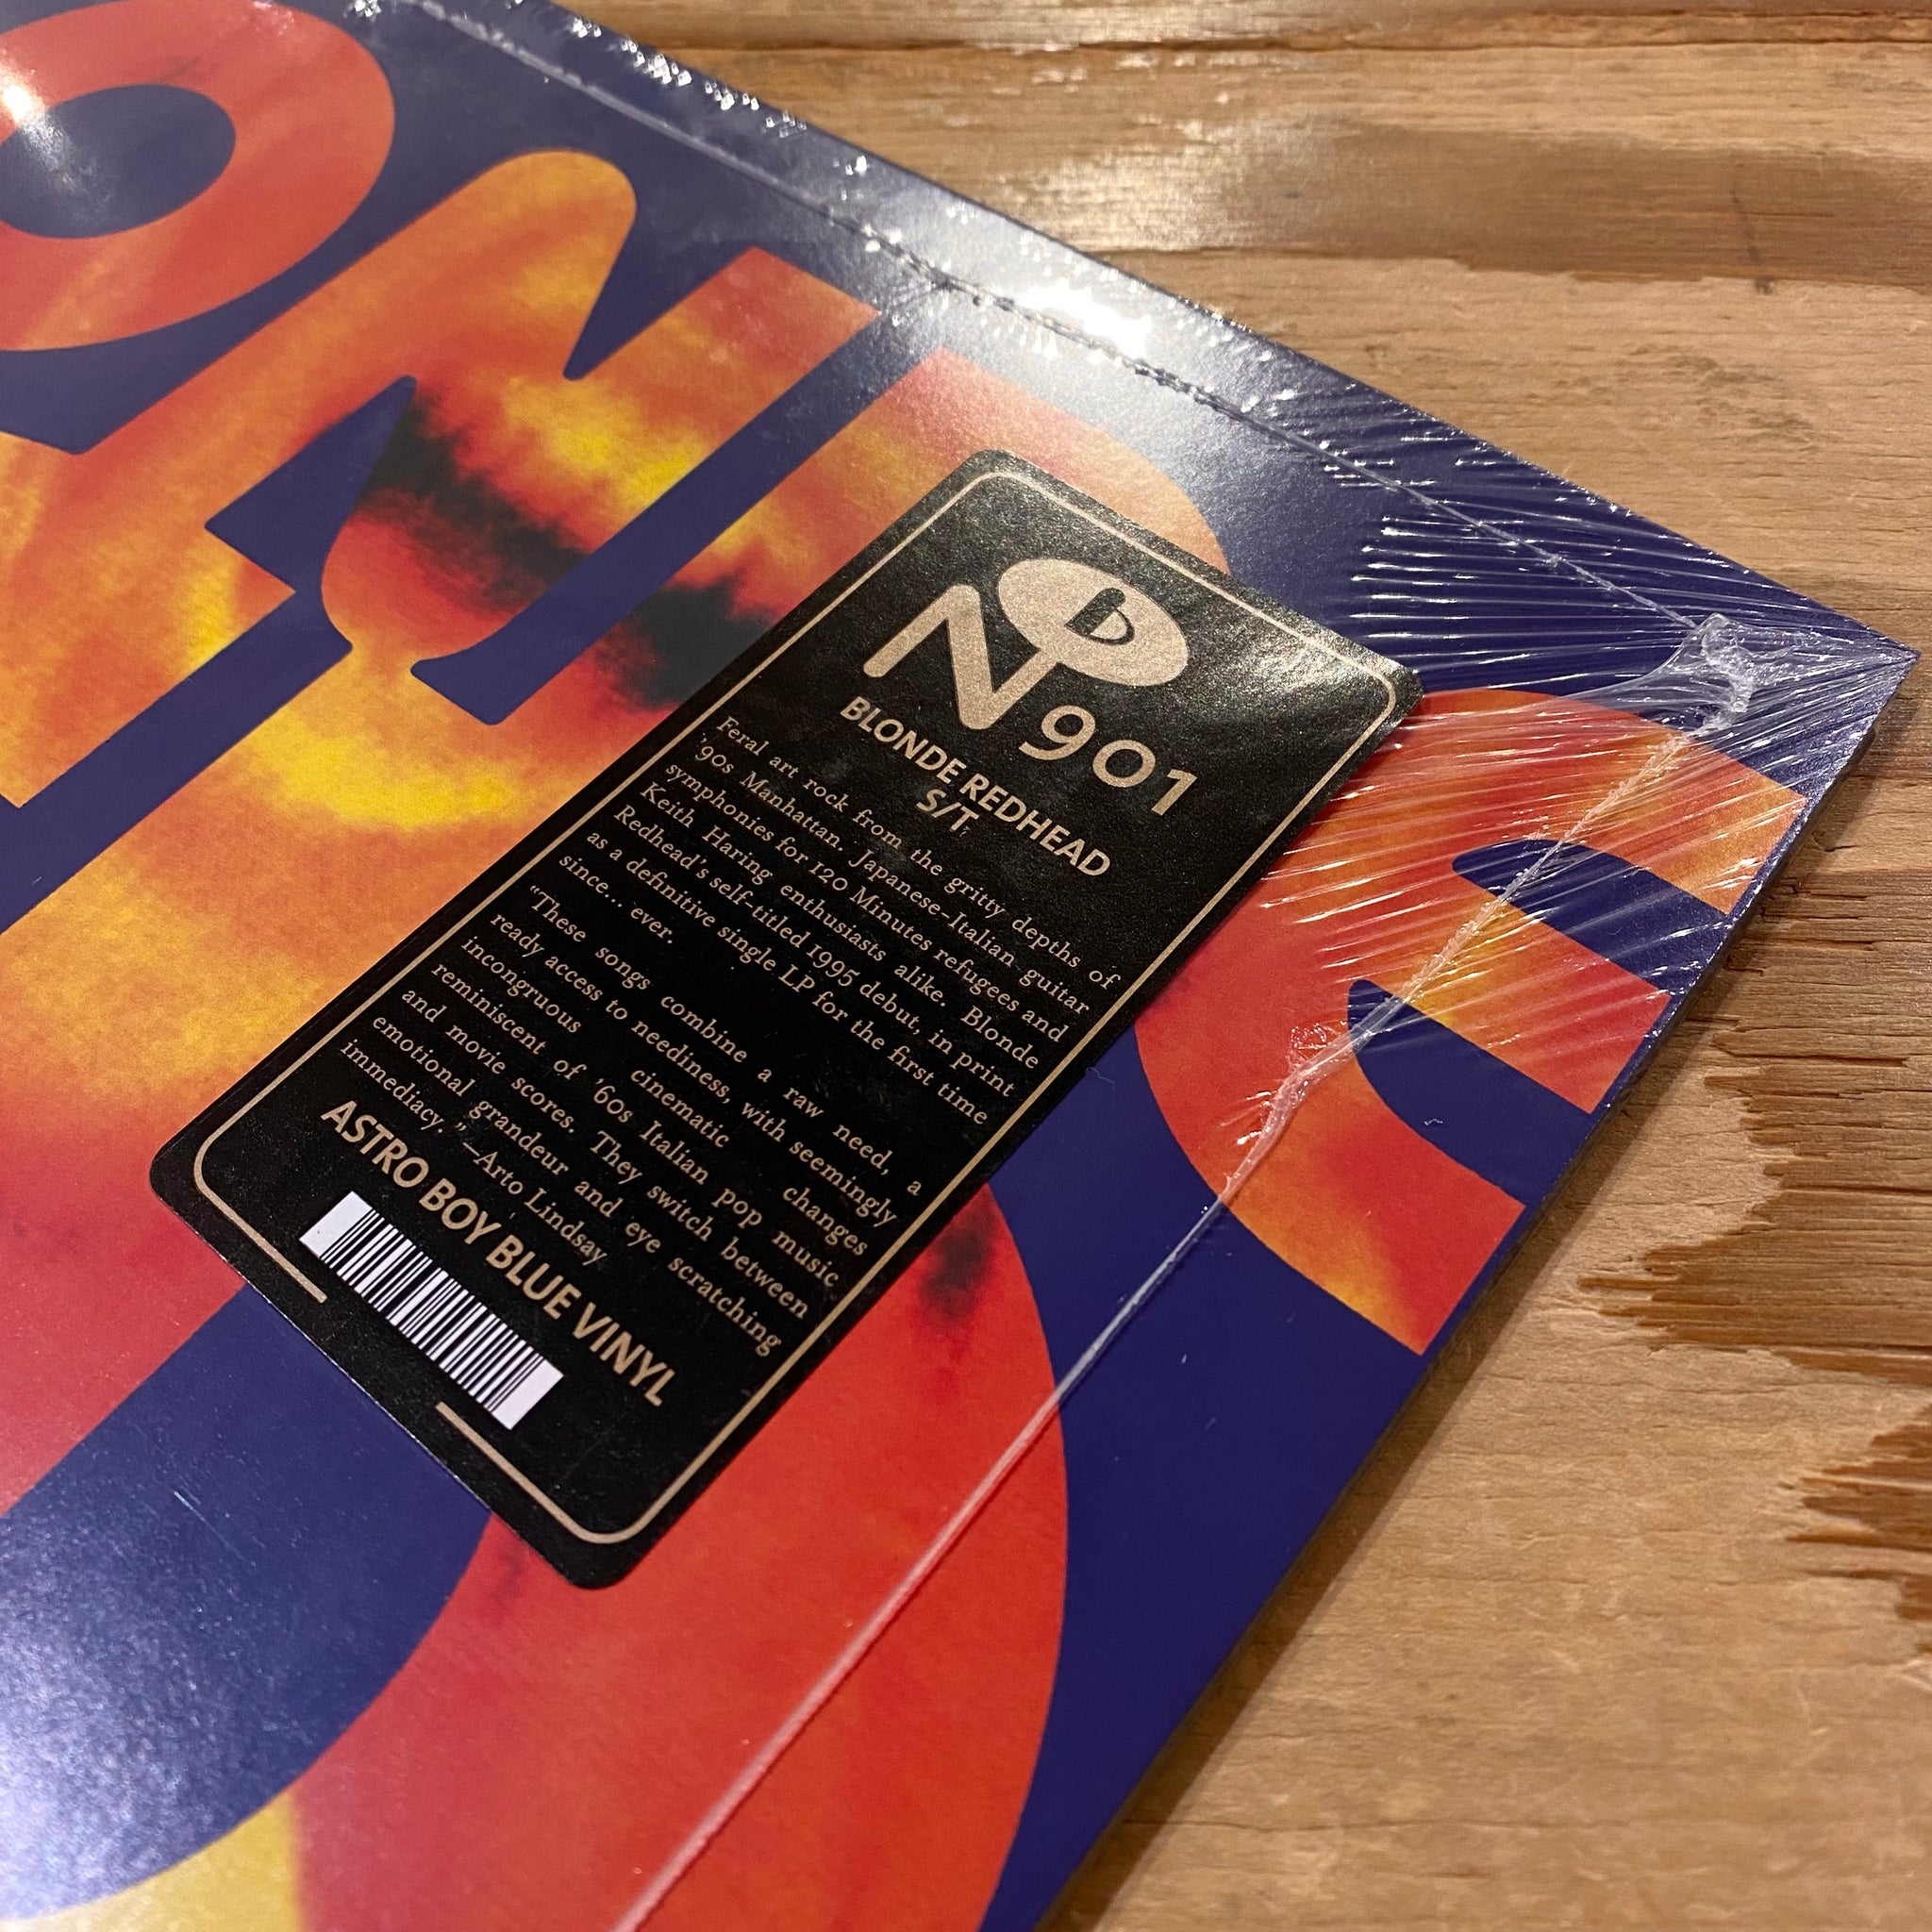 ONDE
N
901
BLONDE REDHEAD
S/T
Feral art rock from the gritty depths of
'90s Manhattan. Japanese-Italian guitar
symphonies for 120 Minutes refugees and
Keith Haring enthusiasts alike. Blonde
Redhead's self-titled 1995 debut, in print
as a definitive single LP for the first time
since... ever.
"These songs combine a raw need, a
ready access to neediness, with seemingly
incongruous cinematic changes
reminiscent of '60s Italian pop music
and movie scores. They switch between
emotional grandeur and eye scratching
immediacy."—Arto Lindsay
ASTRO BOY BLUE VINYL